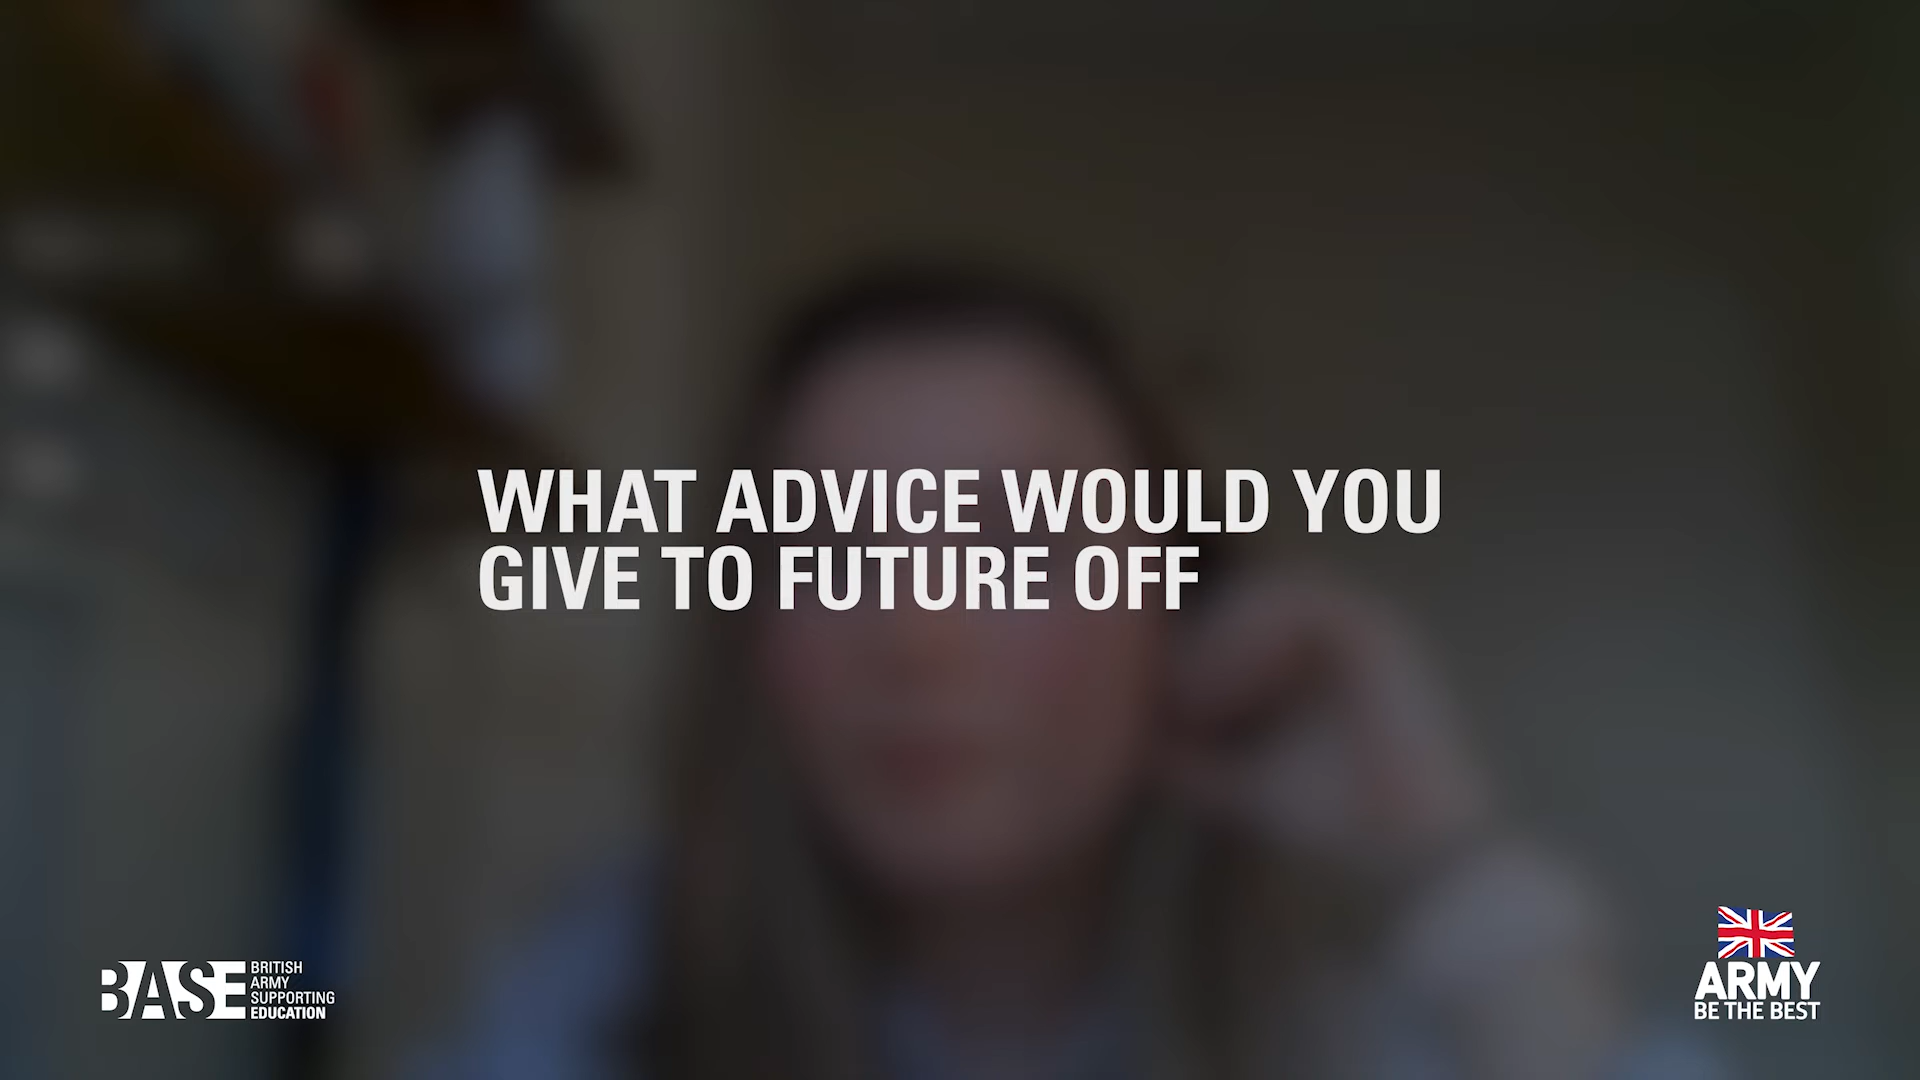 WHAT ADVICE WOULD YOU
GIVE TO FUTURE OFF
BASE
BRITISH
ARMY
SUPPORTING
EDUCATION
ARMY
BE THE BEST